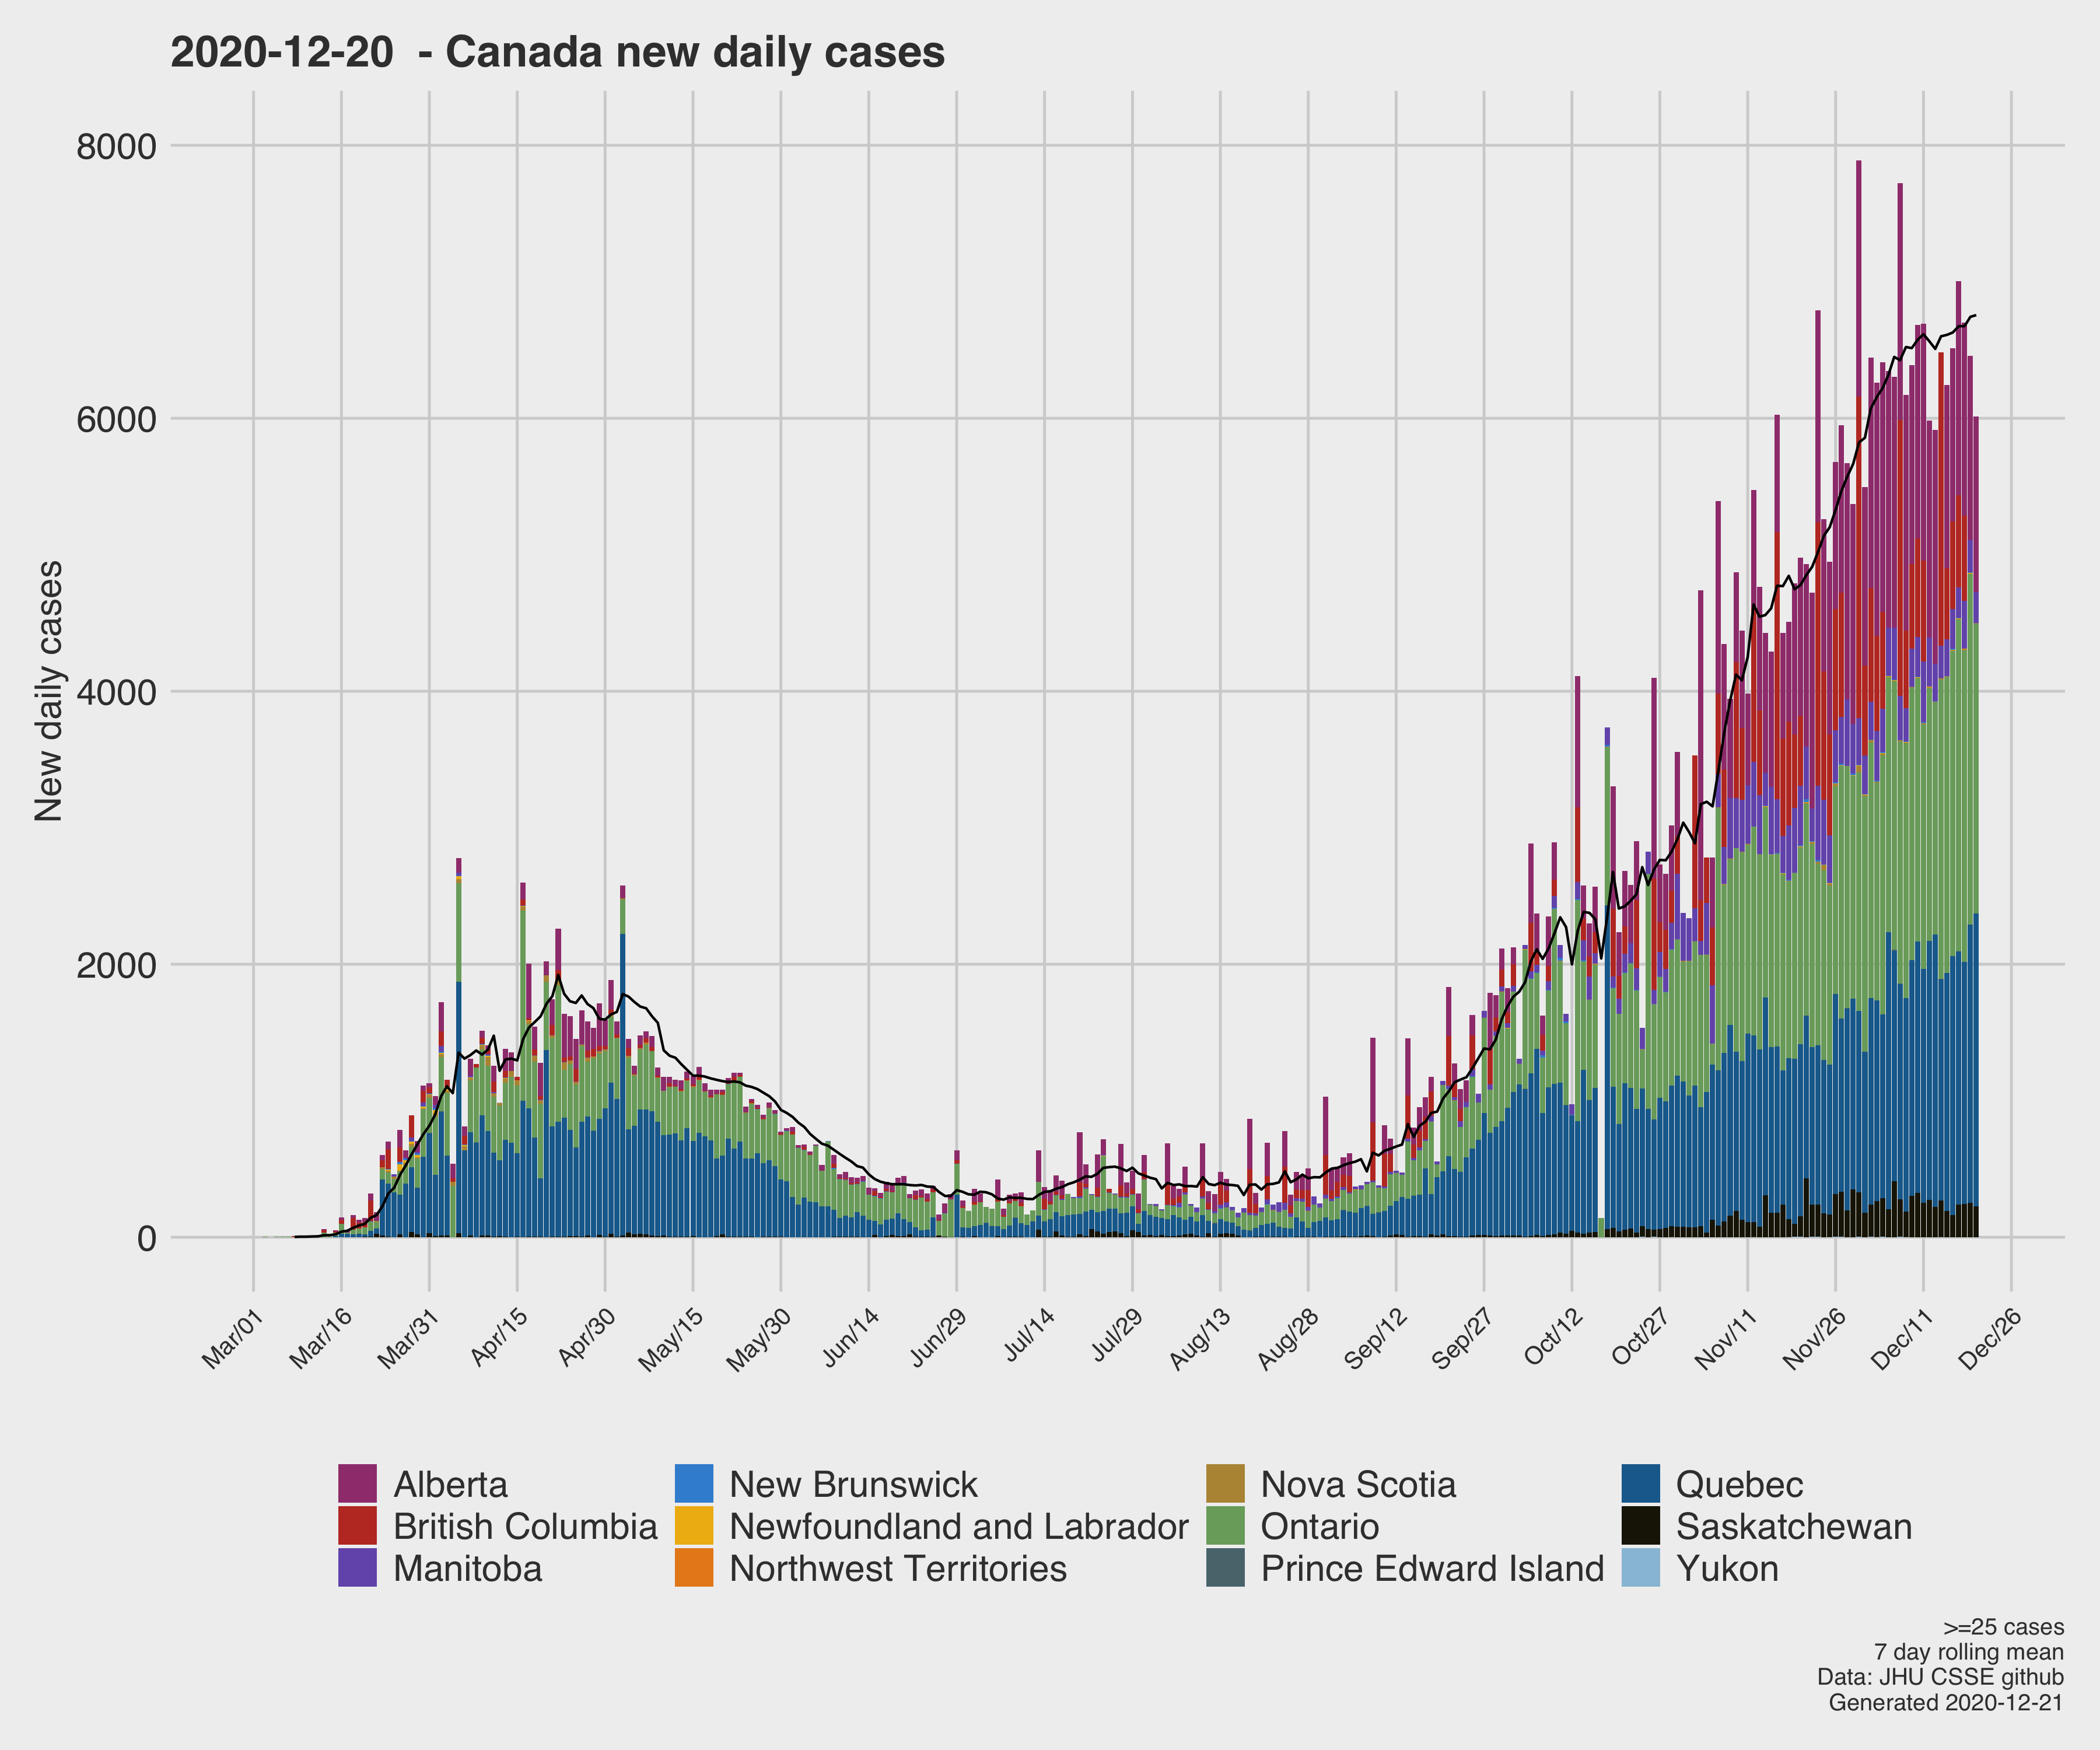 2020-12-20 - Canada new daily cases
New daily cases
8000
6000
4000
2000
0
Mar/01 Mar/16 Mar/31 Apr/15 Apr/30 May/15 May/30 Jun/14 Jun/29 Jul/14 Jul/29 Aug/13 Aug/28 Sep/12 Sep/27 Oct/12 Oct/27 Nov/11 Nov/26 Dec/11 Dec/26
Alberta New Brunswick Nova Scotia Quebec
British Columbia Newfoundland and Labrador Ontario Saskatchewan
Manitoba Northwest Territories Prince Edward Island Yukon
>=25 cases
7 day rolling mean
Data: JHU CSSE github
Generated 2020-12-21